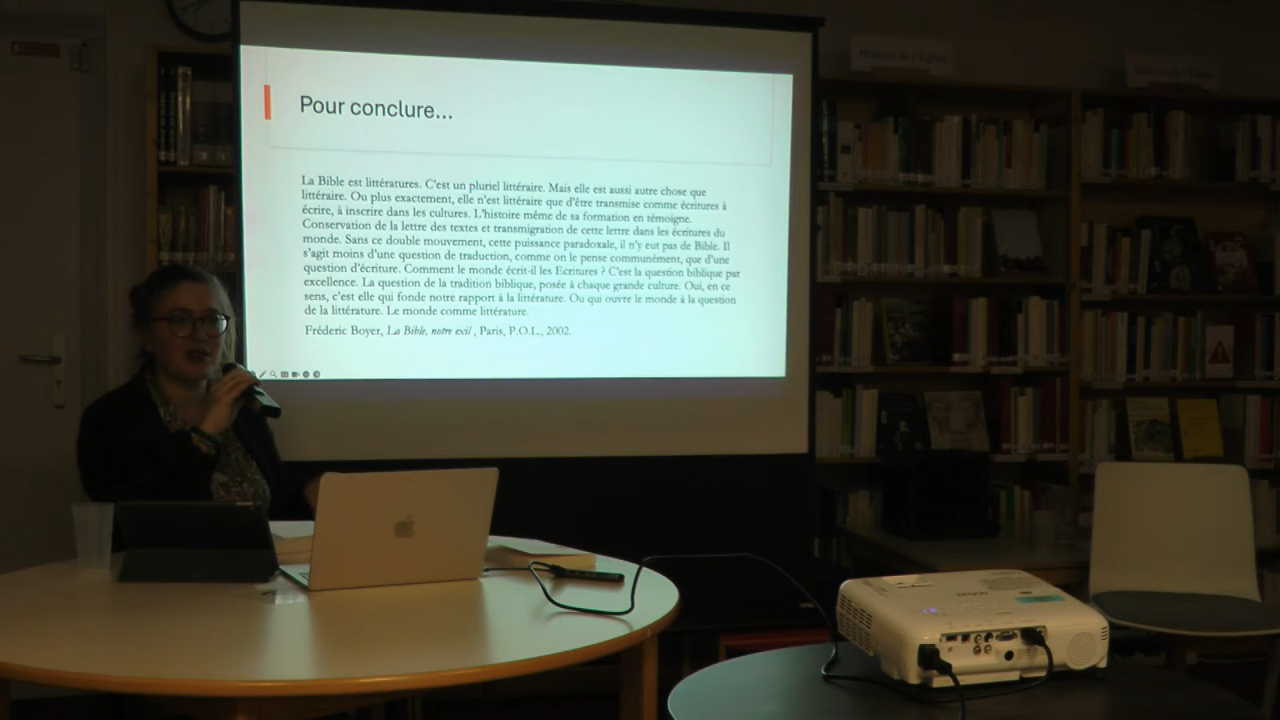 Histoire de l'Eglise
Pour conclure...
La Bible est littératures. C'est un pluriel littéraire. Mais elle est aussi autre chose que
littéraire. Ou plus exactement, elle n'est littéraire que d'être transmise comme écritures à
écrire, à inscrire dans les cultures. L'histoire même de sa formation en témoigne.
Conservation de la lettre des textes et transmigration de cette lettre dans les écritures du
monde. Sans ce double mouvement, cette puissance paradoxale, il n'y eut pas de Bible. Il
s'agit moins d'une question de traduction, comme on le pense communément, que d'une
question d'écriture. Comment le monde écrit-il les Ecritures ? C'est la question biblique par
excellence. La question de la tradition biblique, posée à chaque grande culture. Oui, en ce
sens, c'est elle qui fonde notre rapport à la littérature. Ou qui ouvre le monde à la question
de la littérature. Le monde comme littérature.
Fréderic Boyer, La Bible, notre exil , Paris, P.O.L., 2002.
EPSON